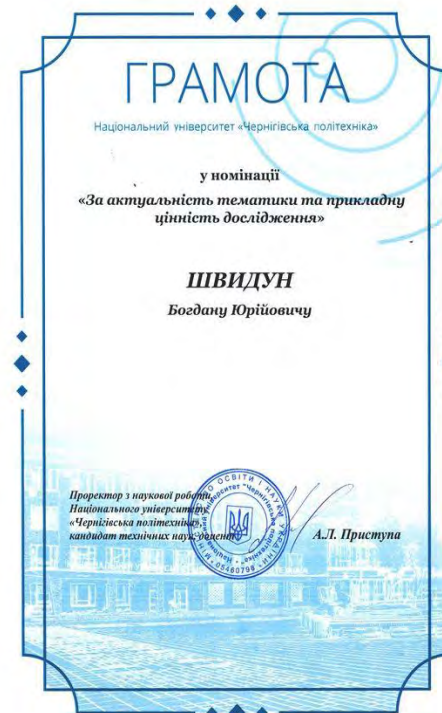 ГРАМОТА
Національний університет «Чернігівська політехніка»
у номінації
«За актуальність тематики та прикладну
цінність дослідження»
ШВИДУН
Богдану Юрійовичу
Проректор з наукової роботи
Національного університету
«Чернігівська політехніка»,
кандидат технічних наук, доцент
А.Л. Приступа
05460798